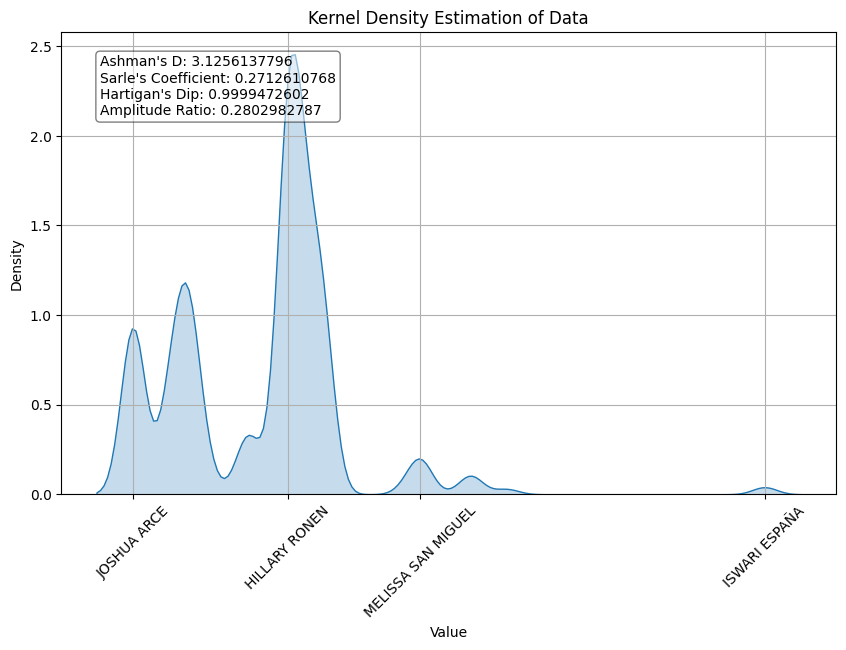 Kernel Density Estimation of Data
Ashman's D: 3.1256137796
Sarle's Coefficient: 0.2712610768
Hartigan's Dip: 0.9999472602
Amplitude Ratio: 0.2802982787
2.5
2.0
1.5
1.0
0.5
0.0
Density
JOSHUA ARCE
HILLARY RONEN
MELISSA SAN MIGUEL
ISWARI ESPAÑA
Value